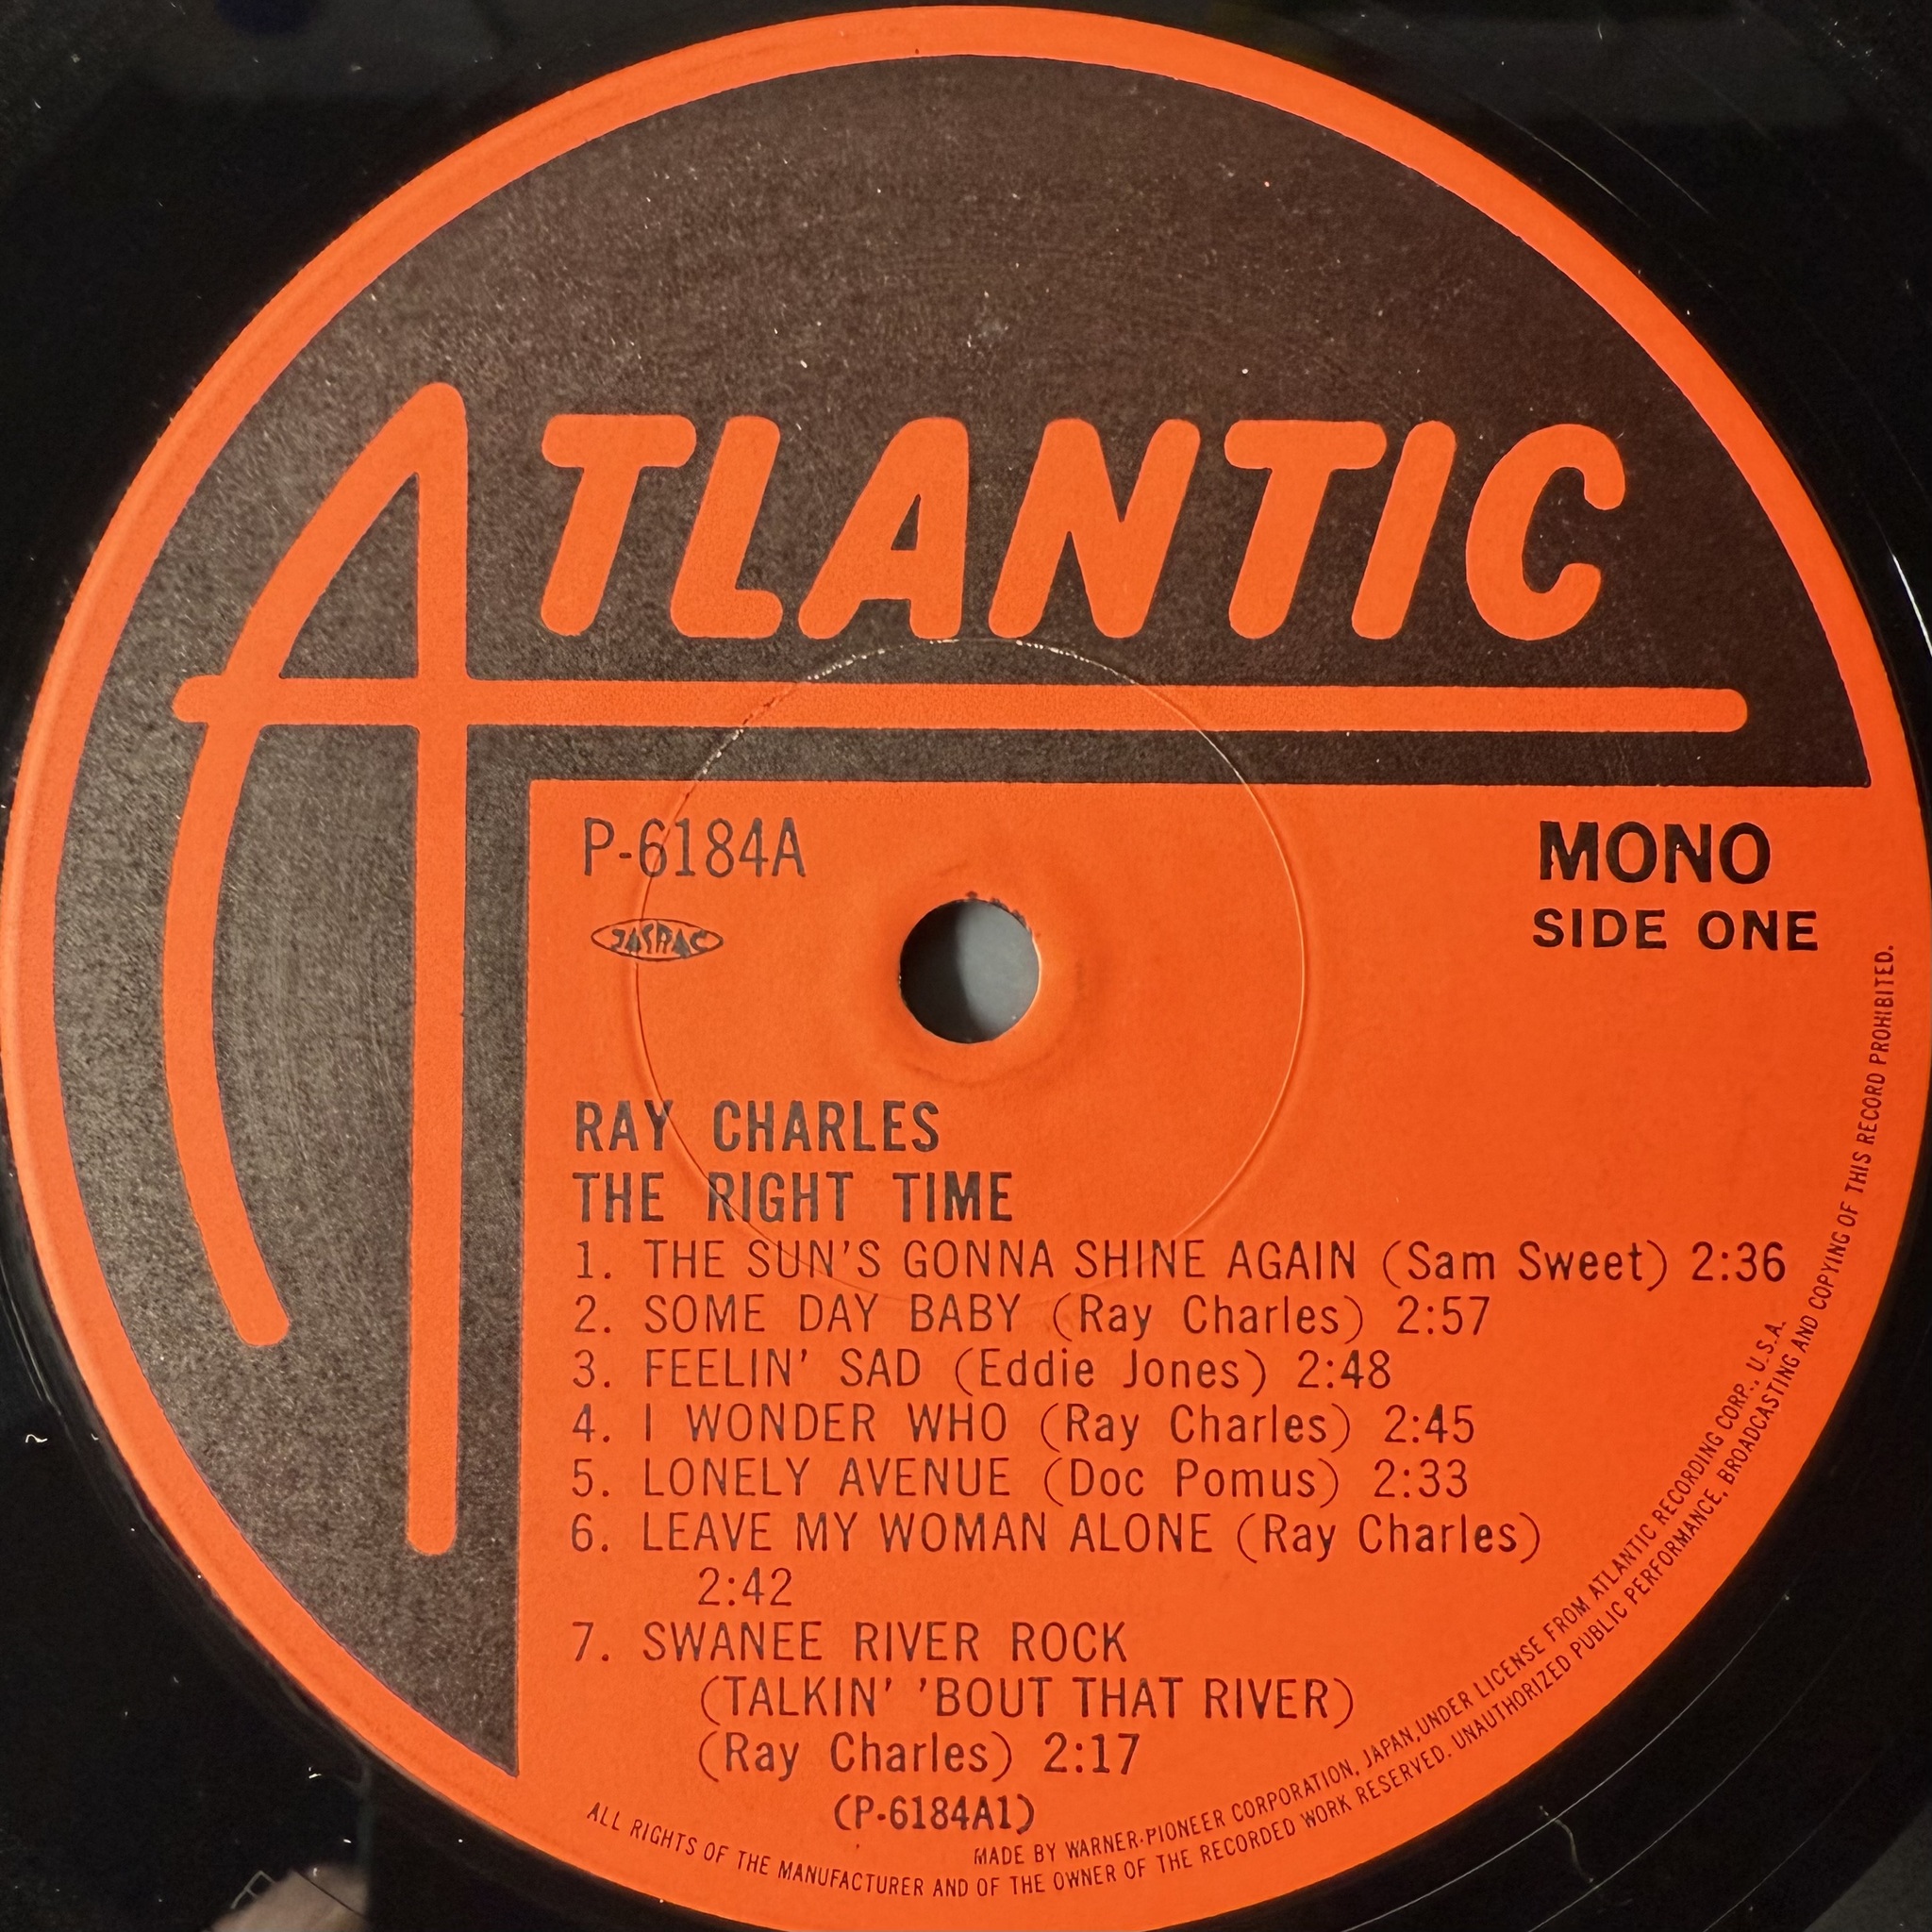 ATLANTIC
P-6184A
MONO
JASRAC
SIDE ONE
RAY CHARLES
THE RIGHT TIME
1. THE SUN'S GONNA SHINE AGAIN (Sam Sweet) 2:36
2. SOME DAY BABY (Ray Charles) 2:57
3. FEELIN' SAD (Eddie Jones) 2:48
4. I WONDER WHO (Ray Charles) 2:45
5. LONELY AVENUE (Doc Pomus) 2:33
6. LEAVE MY WOMAN ALONE (Ray Charles)
2:42
7. SWANEE RIVER ROCK
(TALKIN' 'BOUT THAT RIVER)
(Ray Charles) 2:17
(P-6184A1)
MADE BY WARNER-PIONEER CORPORATION, JAPAN, UNDER LICENSE FROM ATLANTIC RECORDING CORP., U.S.A.
ALL RIGHTS OF THE MANUFACTURER AND OF THE OWNER OF THE RECORDED WORK RESERVED. UNAUTHORIZED PUBLIC PERFORMANCE, BROADCASTING AND COPYING OF THIS RECORD PROHIBITED.